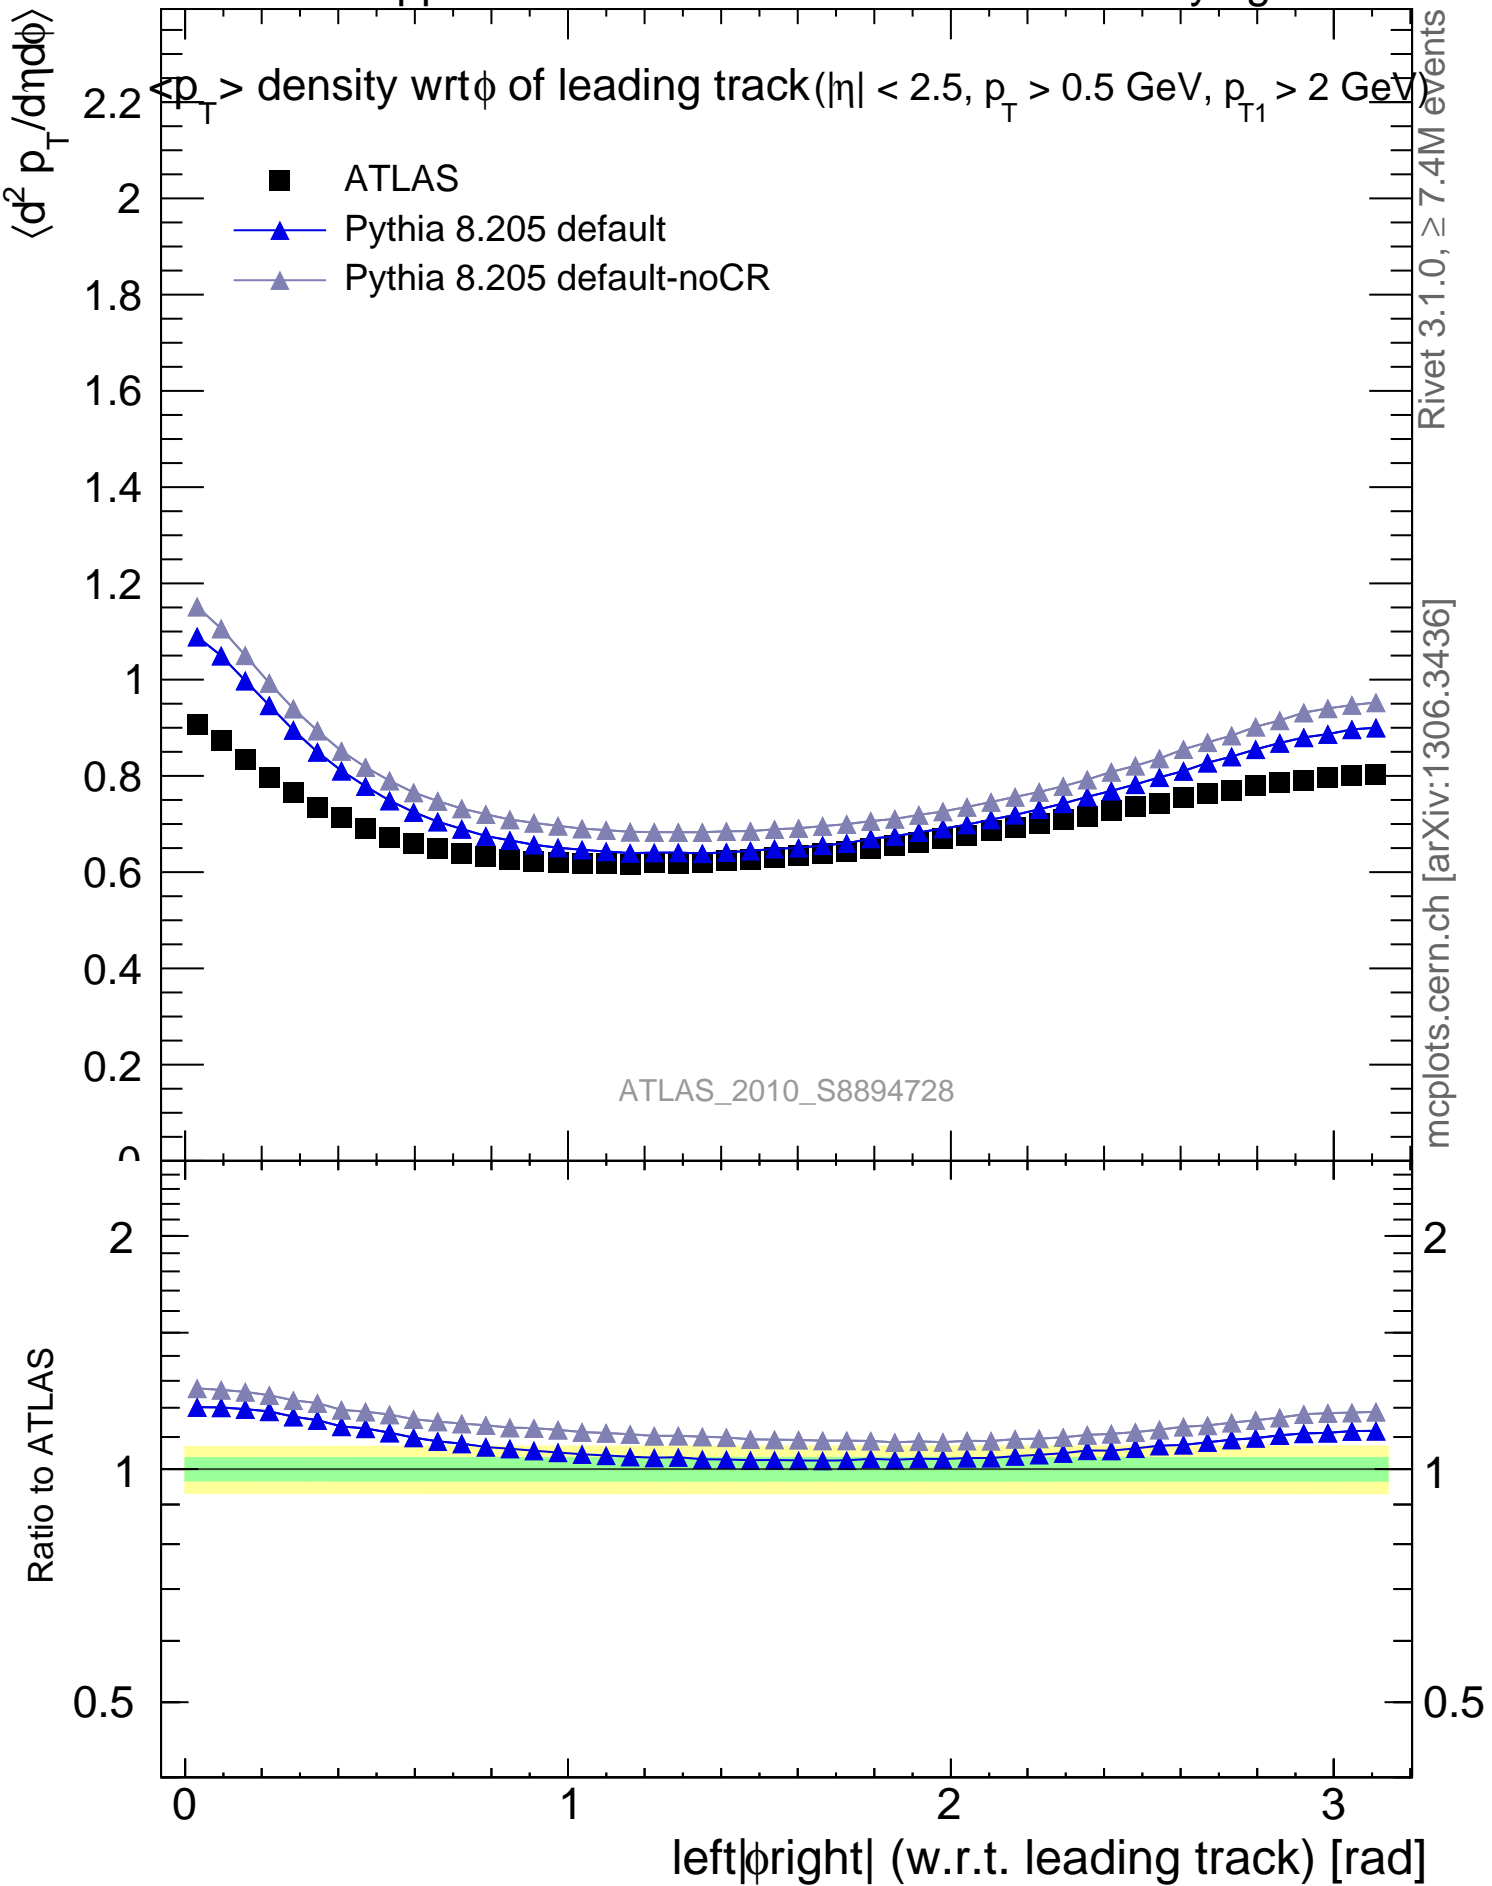 ⟨d² p_T/dηdϕ⟩
<p_T> density wrtϕ of leading track(|η| < 2.5, p_T > 0.5 GeV, p_T1 > 2 GeV)
ATLAS
Pythia 8.205 default
Pythia 8.205 default-noCR
2.2
2
1.8
1.6
1.4
1.2
1
0.8
0.6
0.4
0.2
0
ATLAS_2010_S8894728
Rivet 3.1.0, ≥ 7.4M events
mcplots.cern.ch [arXiv:1306.3436]
Ratio to ATLAS
2
1
0.5
2
1
0.5
0
1
2
3
left|ϕright| (w.r.t. leading track) [rad]